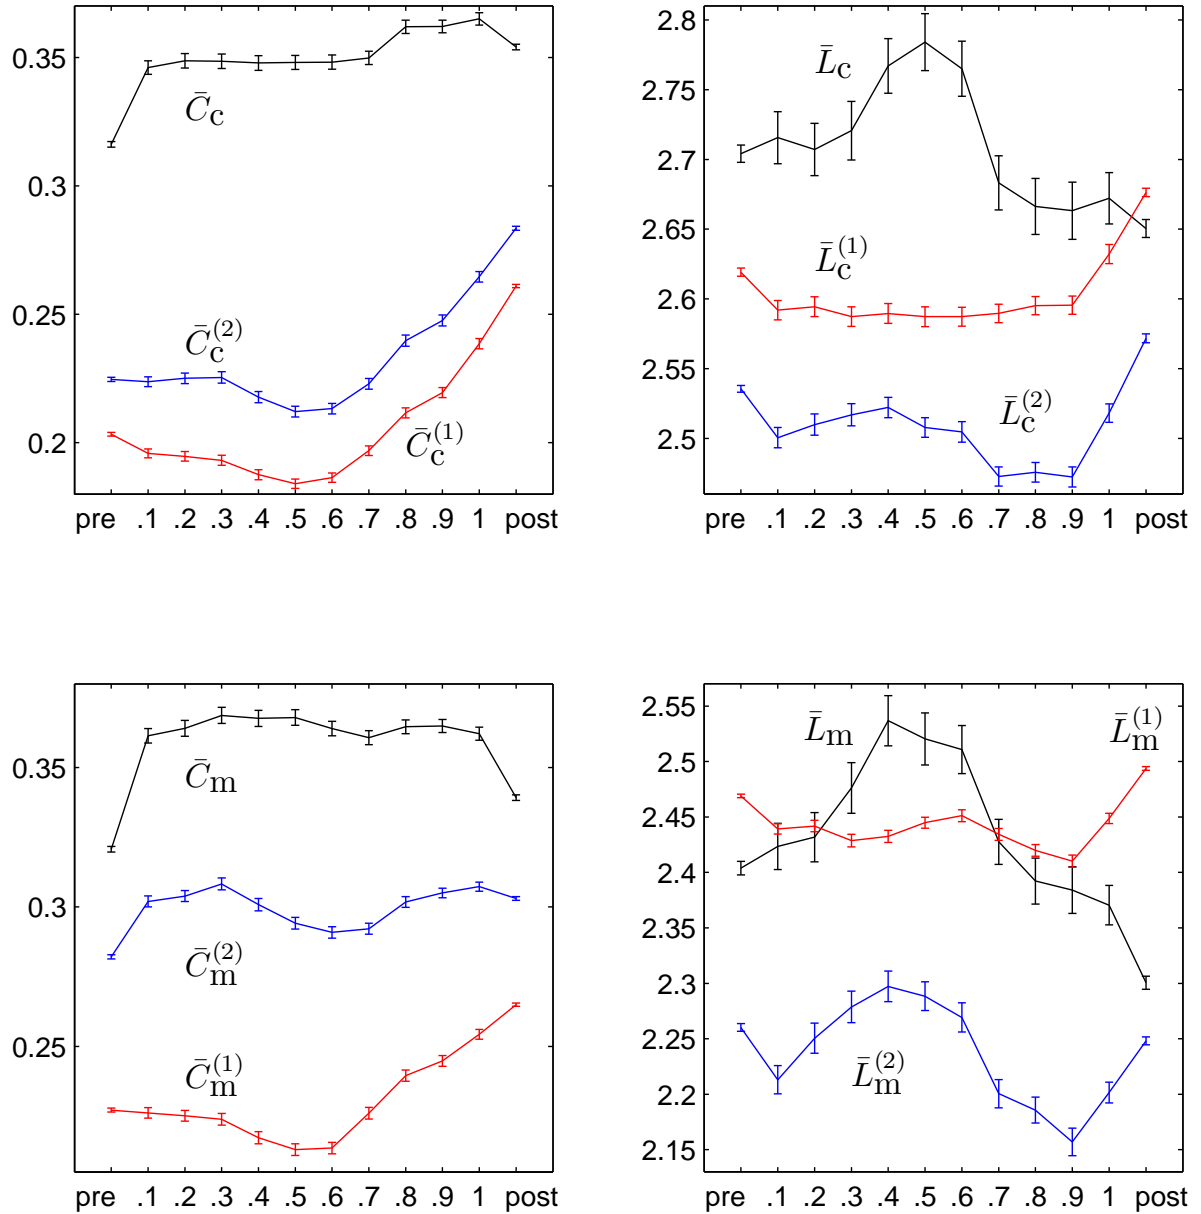 0.35
0.3
0.25
0.2
C̄c
C̄c(2)
C̄c(1)
pre .1 .2 .3 .4 .5 .6 .7 .8 .9 1 post
2.8
2.75
2.7
2.65
2.6
2.55
2.5
L̄c
L̄c(1)
L̄c(2)
pre .1 .2 .3 .4 .5 .6 .7 .8 .9 1 post
0.35
0.3
0.25
C̄m
C̄m(2)
C̄m(1)
pre .1 .2 .3 .4 .5 .6 .7 .8 .9 1 post
2.55
2.5
2.45
2.4
2.35
2.3
2.25
2.2
2.15
L̄m
L̄m(1)
L̄m(2)
pre .1 .2 .3 .4 .5 .6 .7 .8 .9 1 post